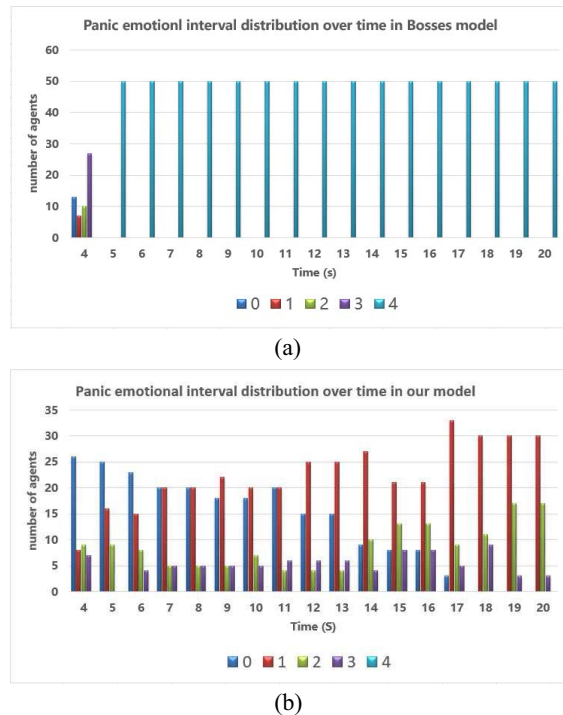 Panic emotionl interval distribution over time in Bosses model
60
50
40
30
20
10
0
number of agents
4 5 6 7 8 9 10 11 12 13 14 15 16 17 18 19 20
Time (s)
0 1 2 3 4
(a)
Panic emotional interval distribution over time in our model
35
30
25
20
15
10
5
0
number of agents
4 5 6 7 8 9 10 11 12 13 14 15 16 17 18 19 20
Time (S)
0 1 2 3 4
(b)